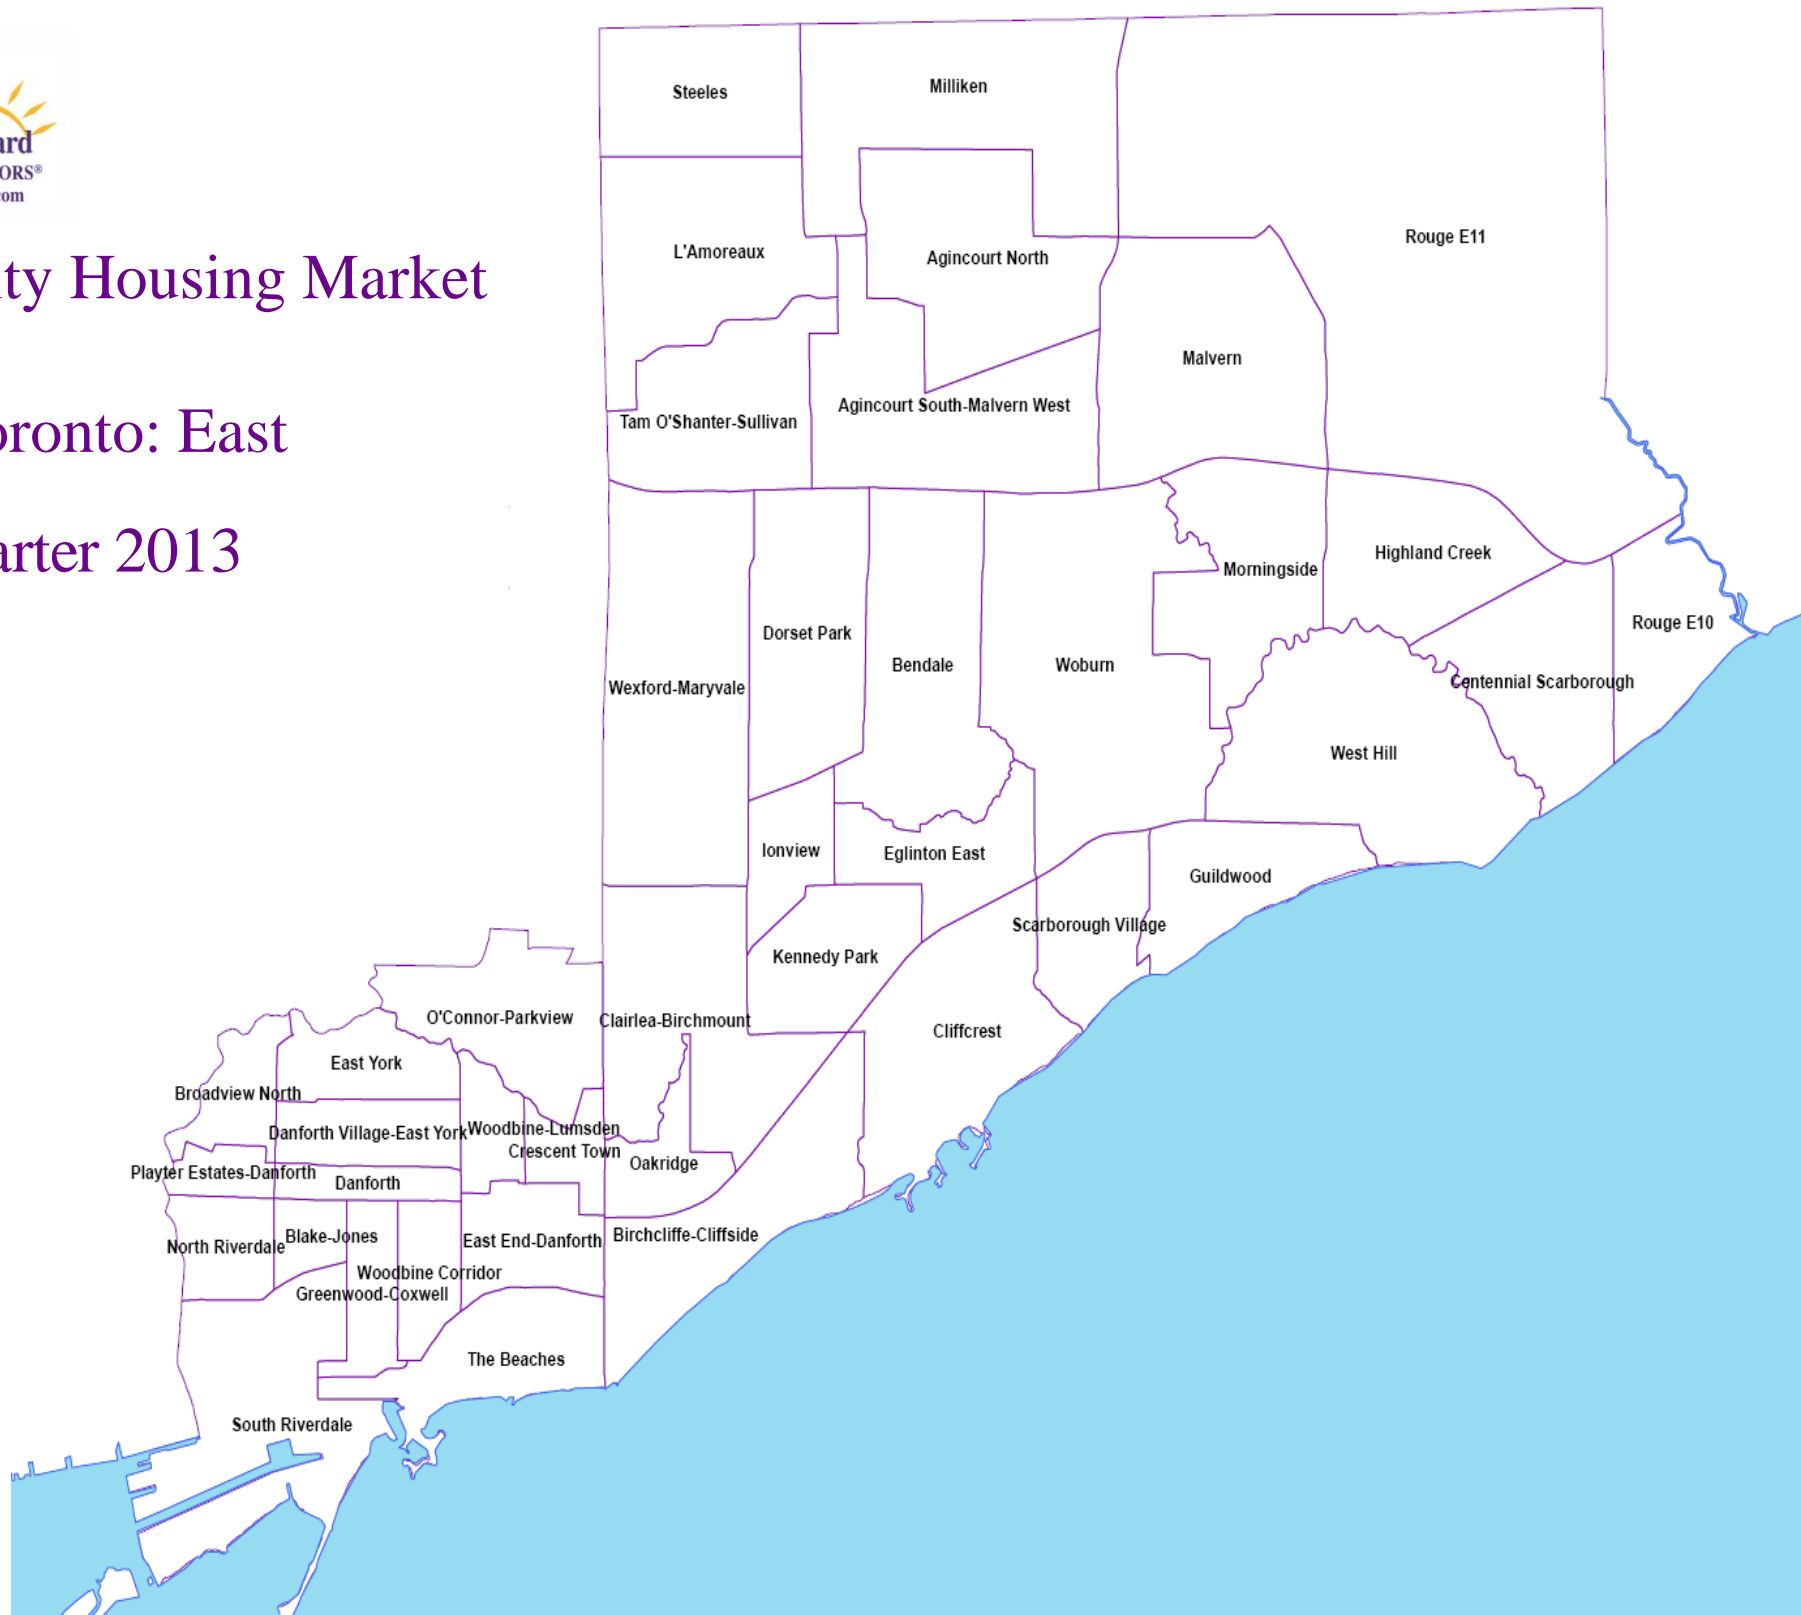 ORS®
ity Housing Market
oronto: East
arter 2013
Steeles
Milliken
L'Amoreaux
Agincourt North
Rouge E11
Malvern
Tam O'Shanter-Sullivan
Agincourt South-Malvern West
Highland Creek
Morningside
Rouge E10
Dorset Park
Bendale
Woburn
Wexford-Maryvale
Centennial Scarborough
West Hill
Ionview
Eglinton East
Guildwood
Scarborough Village
Kennedy Park
O'Connor-Parkview
Clairlea-Birchmount
Cliffcrest
East York
Broadview North
Danforth Village-East York
Woodbine-Lumsden
Crescent Town
Oakridge
Playter Estates-Danforth
Danforth
North Riverdale
Blake-Jones
East End-Danforth
Birchcliffe-Cliffside
Woodbine Corridor
Greenwood-Coxwell
The Beaches
South Riverdale